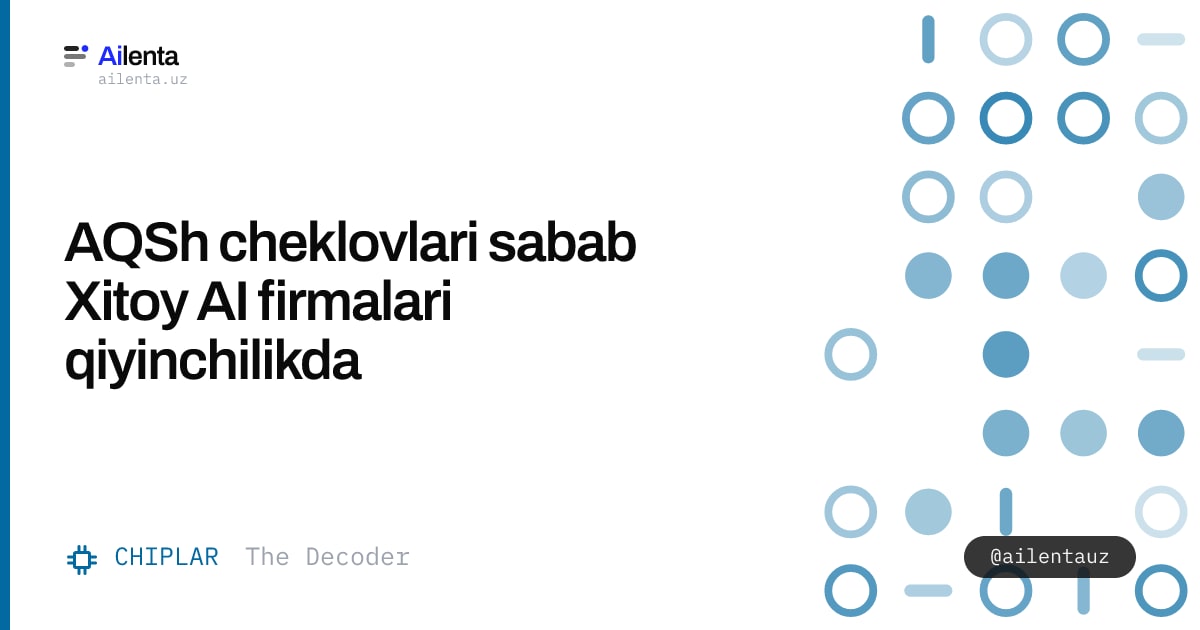 Ailenta
ailenta.uz
AQSh cheklovlari sabab
Xitoy AI firmalari
qiyinchilikda
CHIPLAR The Decoder
@ailentauz